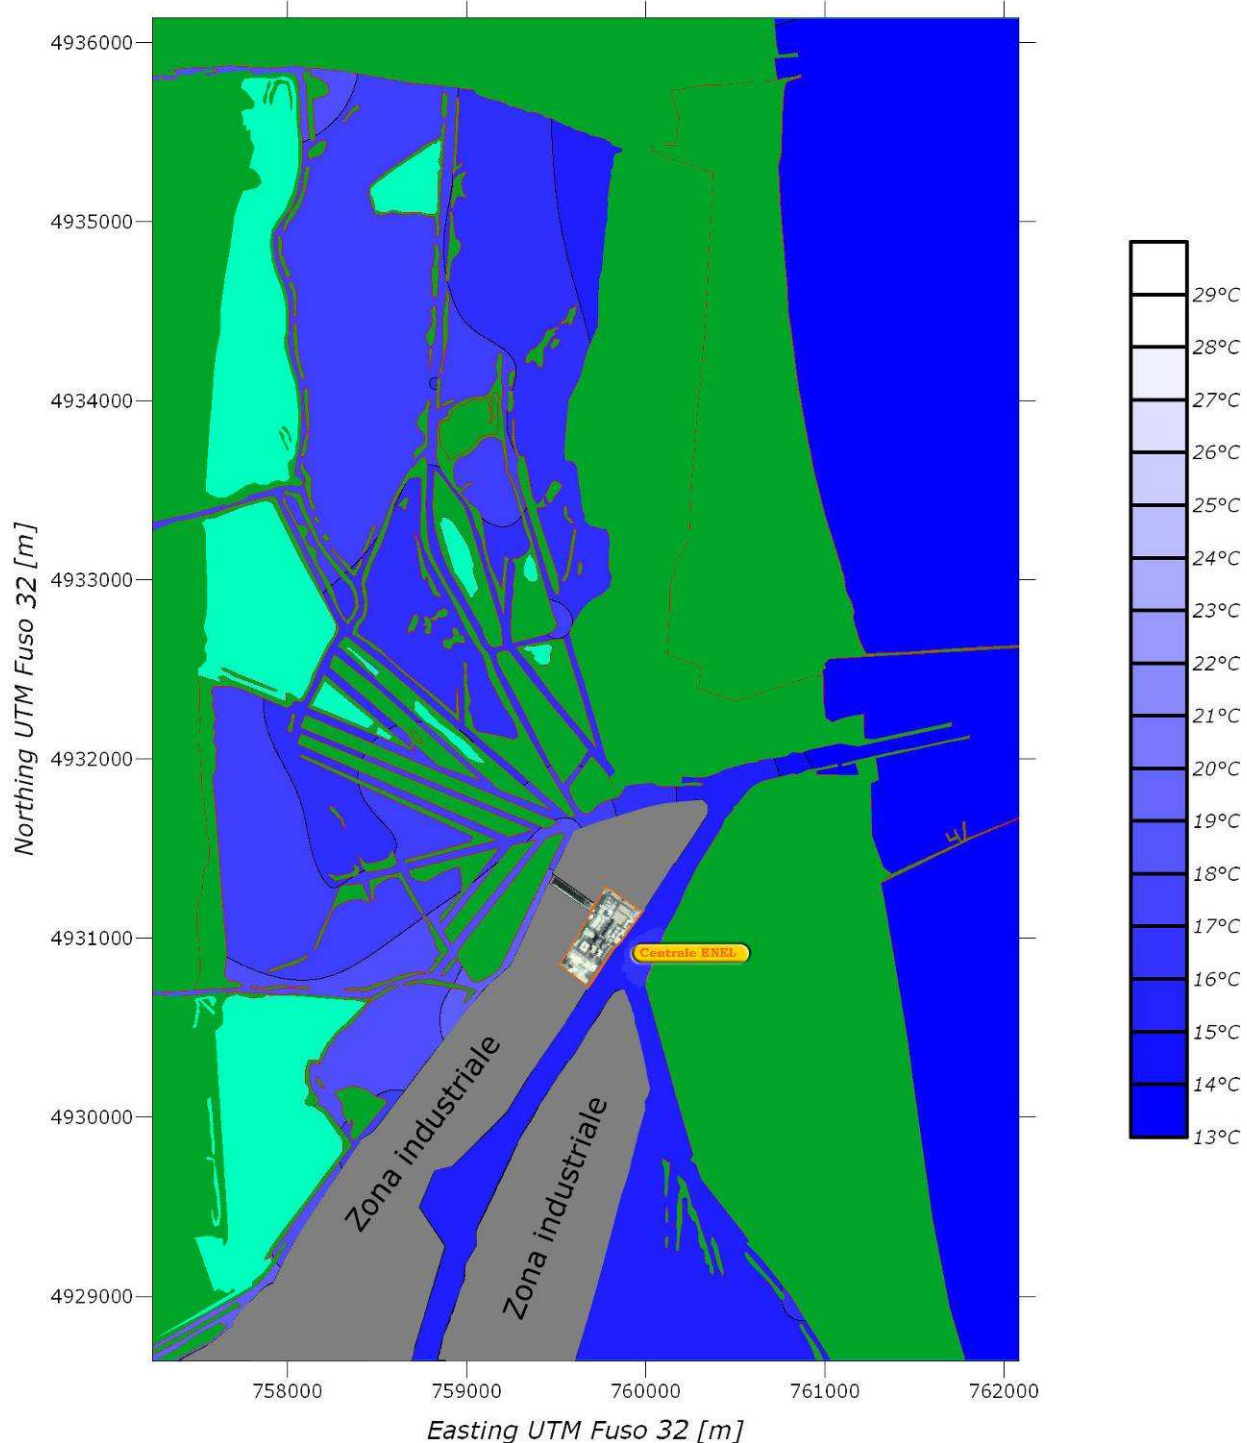 4936000
4935000
4934000
4933000
4932000
4931000
4930000
4929000
Northing UTM Fuso 32 [m]
758000
759000
760000
761000
762000
Easting UTM Fuso 32 [m]
Centrale ENEL
Zona industriale
Zona industriale
29°C
28°C
27°C
26°C
25°C
24°C
23°C
22°C
21°C
20°C
19°C
18°C
17°C
16°C
15°C
14°C
13°C